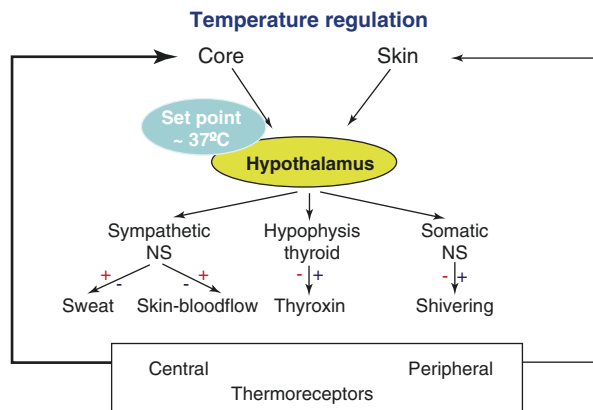 Temperature regulation
Core Skin
Set point
~ 37ºC
Hypothalamus
Sympathetic Hypophysis Somatic
NS thyroid NS
+ - - + - + - +
Sweat Skin-bloodflow Thyroxin Shivering
Central Peripheral
Thermoreceptors